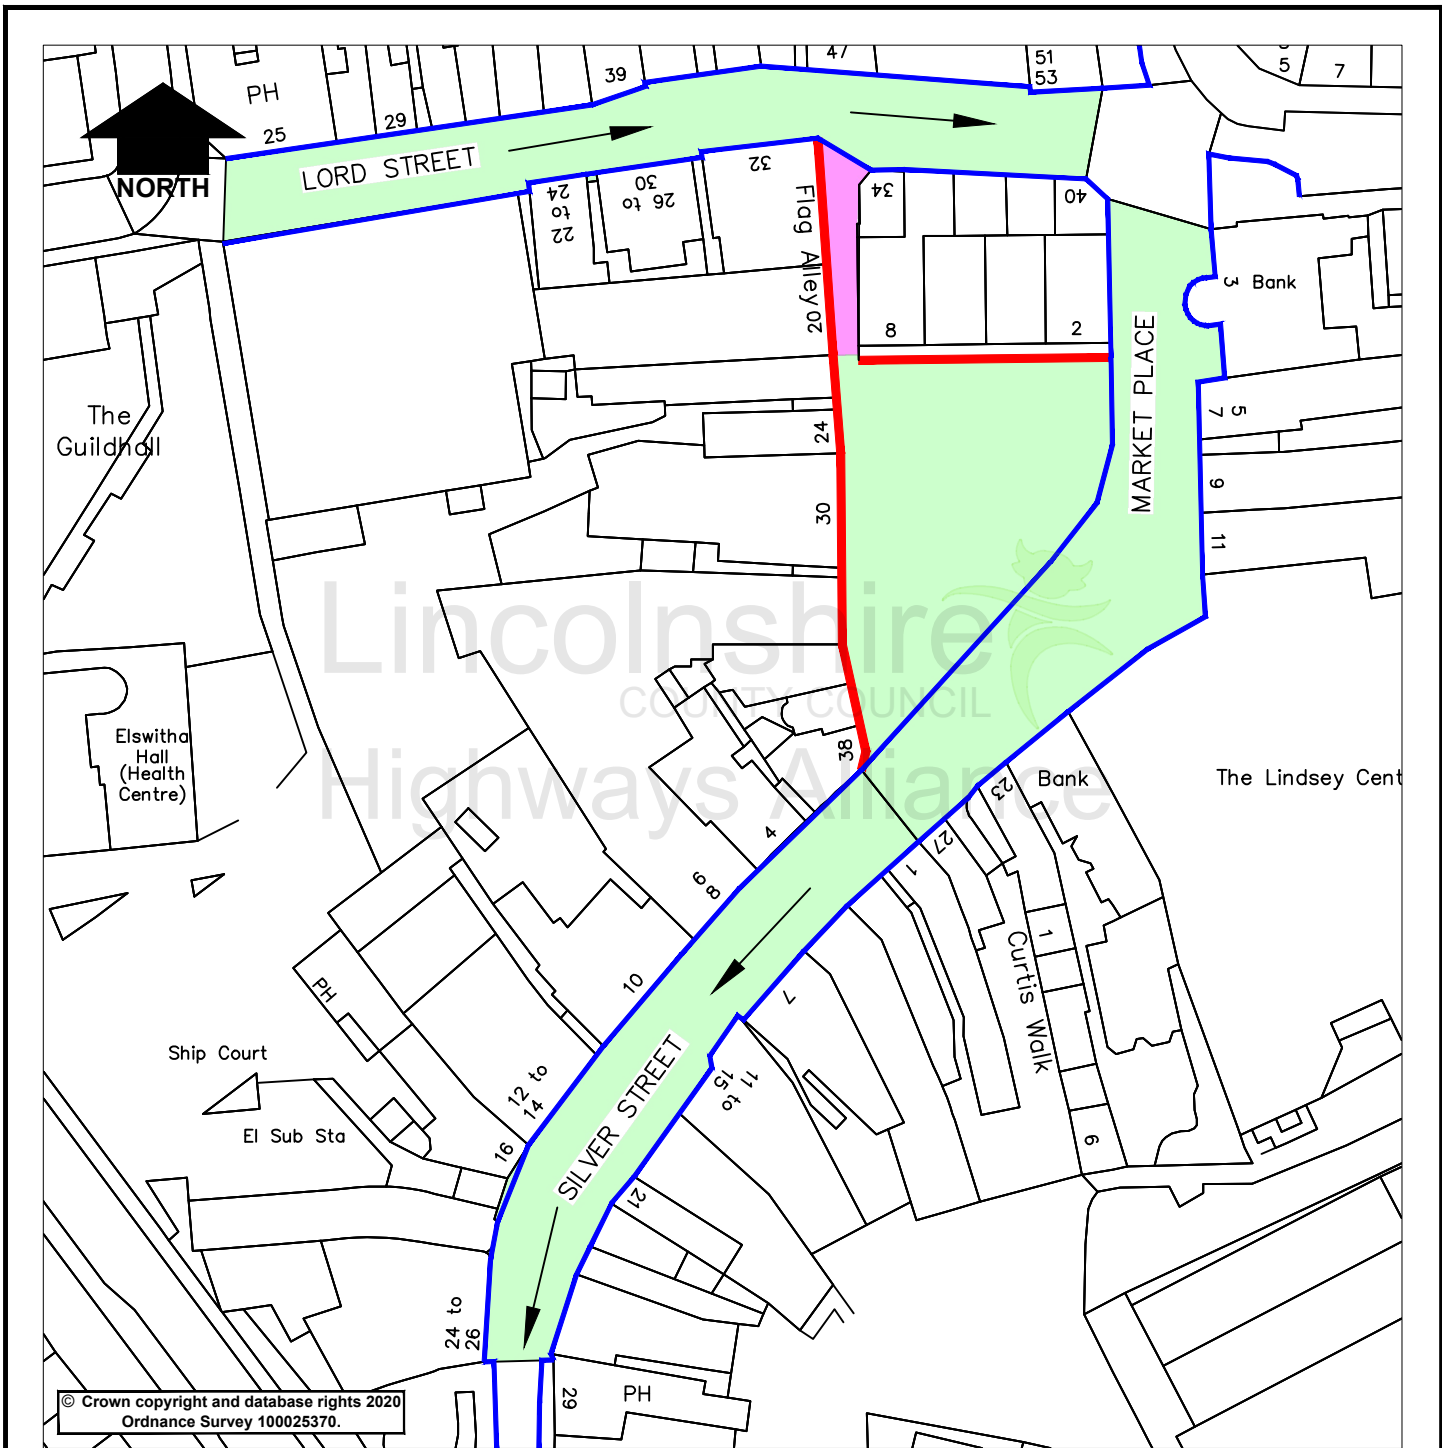 47
51
53
5
7
39
PH
29
25
LORD STREET
NORTH
32
26 to
30
22
to
24
34
40
Flag Alley
20
8
2
3
Bank
MARKET PLACE
5
7
The
Guildhall
24
9
30
11
Lincolnshire
COUNTY COUNCIL
Highways Alliance
Elswitha
Hall
(Health
Centre)
38
Bank
The Lindsey Cent
23
4
27
1
8
1
10
Curtis Walk
PH
7
Ship Court
SILVER STREET
12 to
14
11 to
15
El Sub Sta
16
21
24 to
26
29
PH
© Crown copyright and database rights 2020
Ordnance Survey 100025370.